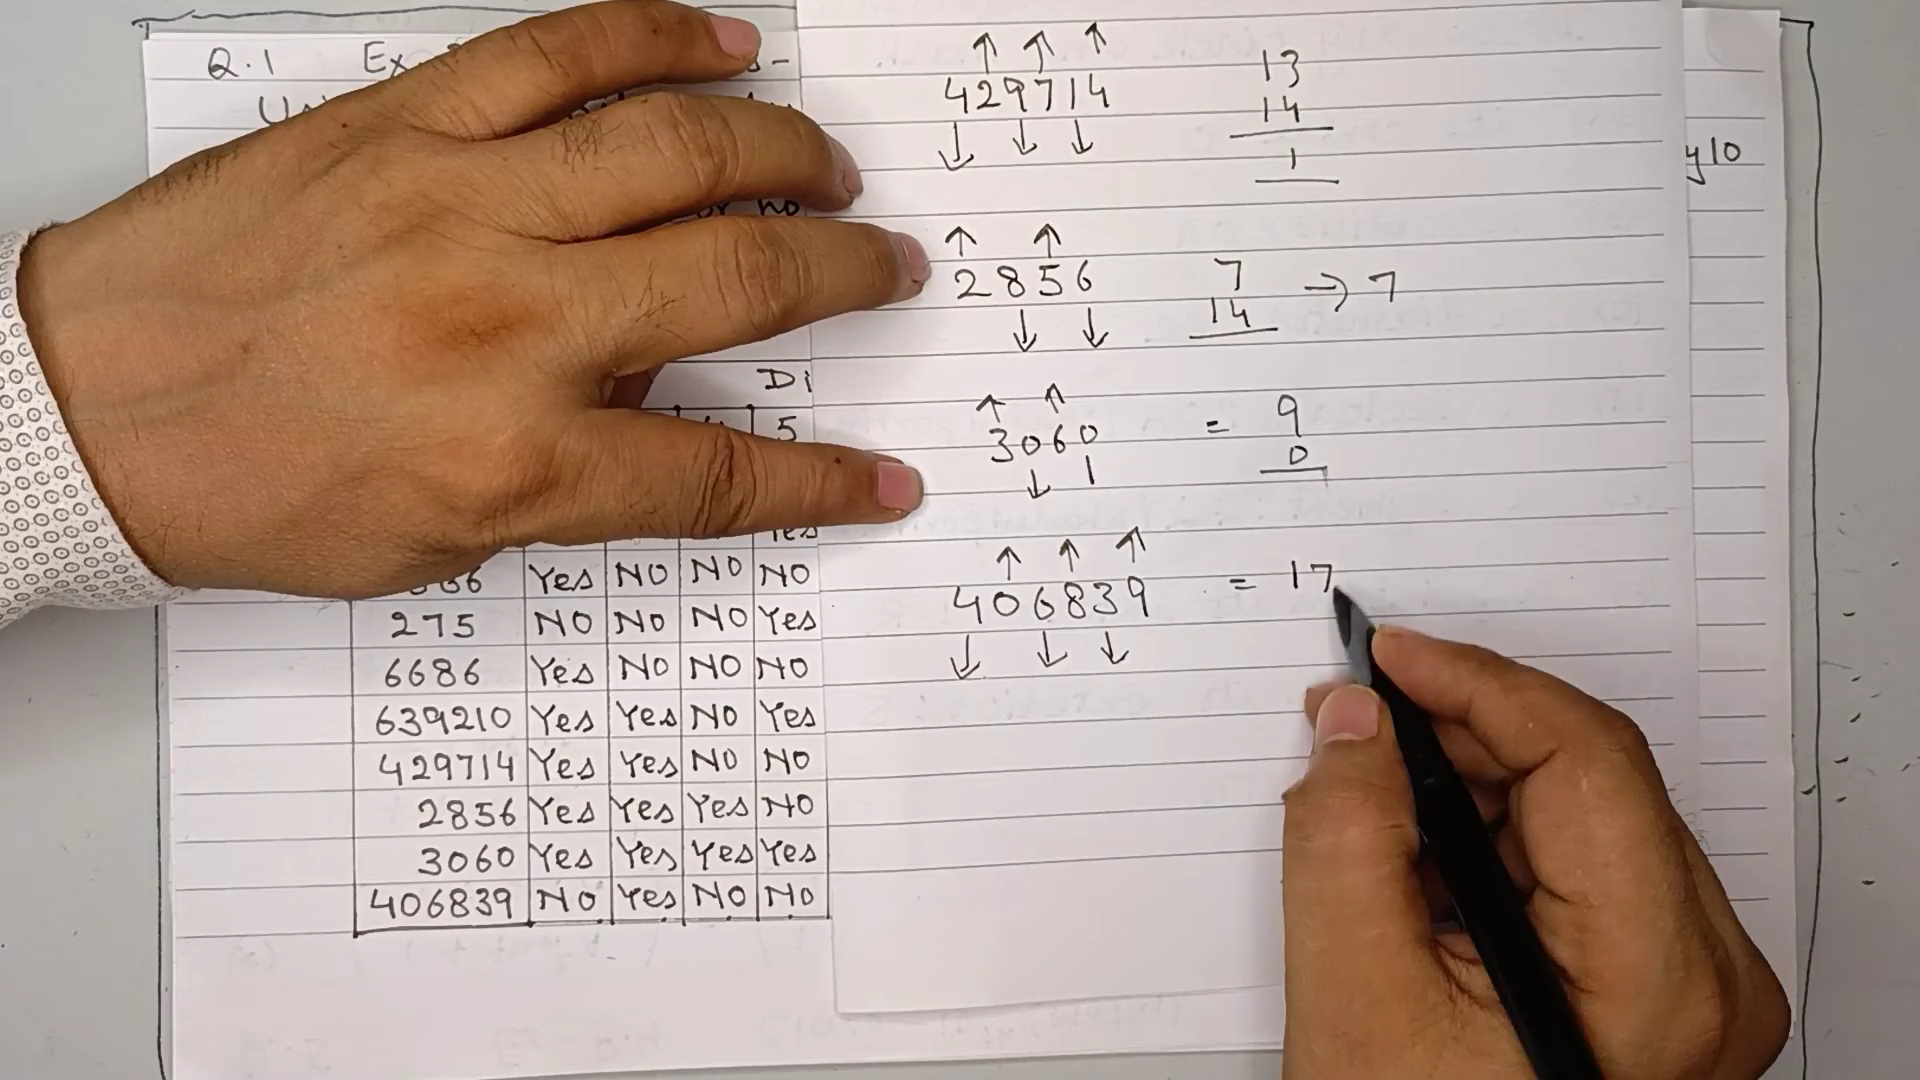 Q.1 Ex
or no
Di
5
Yes
Yes NO NO NO
275 NO NO NO Yes
6686 Yes NO NO NO
639210 Yes Yes NO Yes
429714 Yes Yes NO NO
2856 Yes Yes Yes NO
3060 Yes Yes Yes Yes
406839 NO Yes NO NO
↑ ↑ ↑
429714
↓ ↓ ↓
13
14
1
↑ ↑
2856
↓ ↓
7 → 7
14
↑ ↑
3060 = 9
↓ 0
↑ ↑ ↑
406839 = 17
↓ ↓ ↓
y10